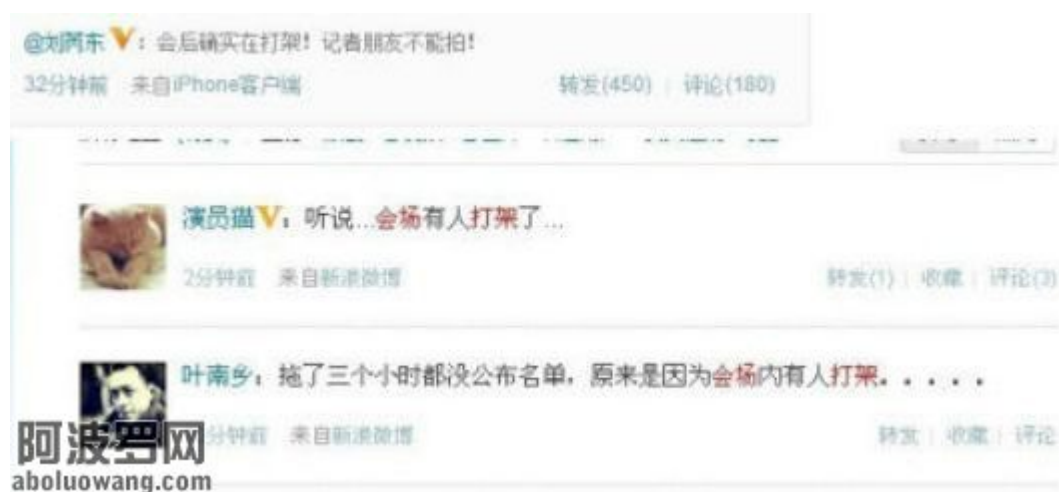 @刘芮东 V：会后确实在打架！记者朋友不能拍！
32分钟前 来自iPhone客户端 转发(450) | 评论(180)
演员猫V：听说...会场有人打架了...
2分钟前 来自新浪微博 转发(1) | 收藏 | 评论(3)
叶南乡：拖了三个小时都没公布名单，原来是因为会场内有人打架。。。。。
分钟前 来自新浪微博 转发 | 收藏 | 评论
阿波罗网
aboluowang.com